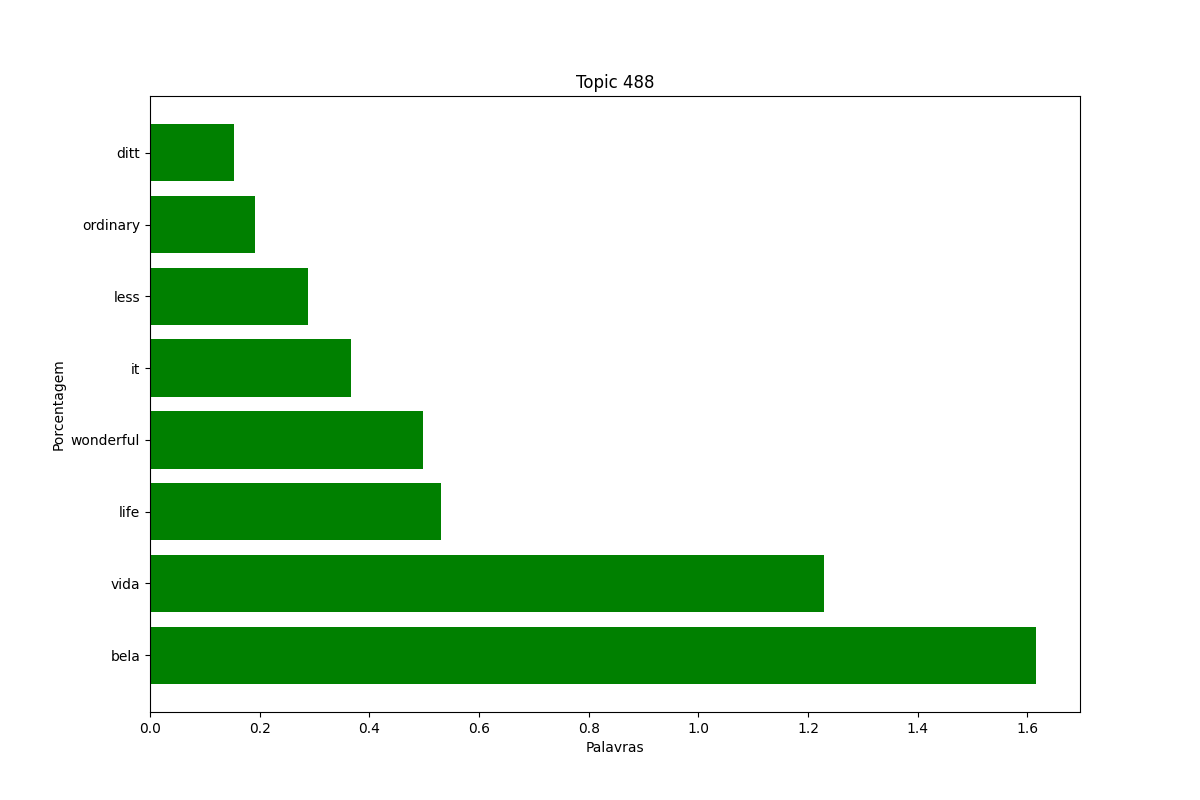 Topic 488
ditt
ordinary
less
it
wonderful
life
vida
bela
Porcentagem
0.0 0.2 0.4 0.6 0.8 1.0 1.2 1.4 1.6
Palavras